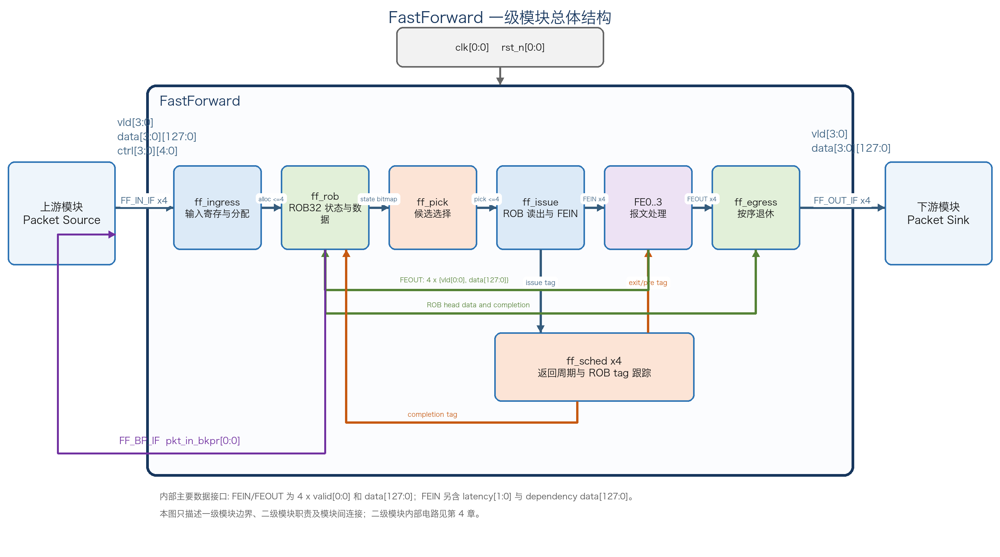 FastForward 一级模块总体结构
clk[0:0] rst_n[0:0]
FastForward
vld[3:0]
data[3:0][127:0]
ctrl[3:0][4:0]
vld[3:0]
data[3:0][127:0]
上游模块
Packet Source
FF_IN_IF x4
ff_ingress
输入寄存与分配
alloc <=4
ff_rob
ROB32 状态与数
据
state bitmap
ff_pick
候选选择
pick <=4
ff_issue
ROB 读出与 FEIN
FEIN x4
FE0..3
报文处理
FEOUT x4
ff_egress
按序退休
FF_OUT_IF x4
下游模块
Packet Sink
FEOUT: 4 x {vld[0:0], data[127:0]}
issue tag
exit/pre tag
ROB head data and completion
ff_sched x4
返回周期与 ROB tag 跟踪
completion tag
FF_BP_IF pkt_in_bkpr[0:0]
内部主要数据接口: FEIN/FEOUT 为 4 x valid[0:0] 和 data[127:0]；FEIN 另含 latency[1:0] 与 dependency data[127:0]。
本图只描述一级模块边界、二级模块职责及模块间连接；二级模块内部电路见第 4 章。